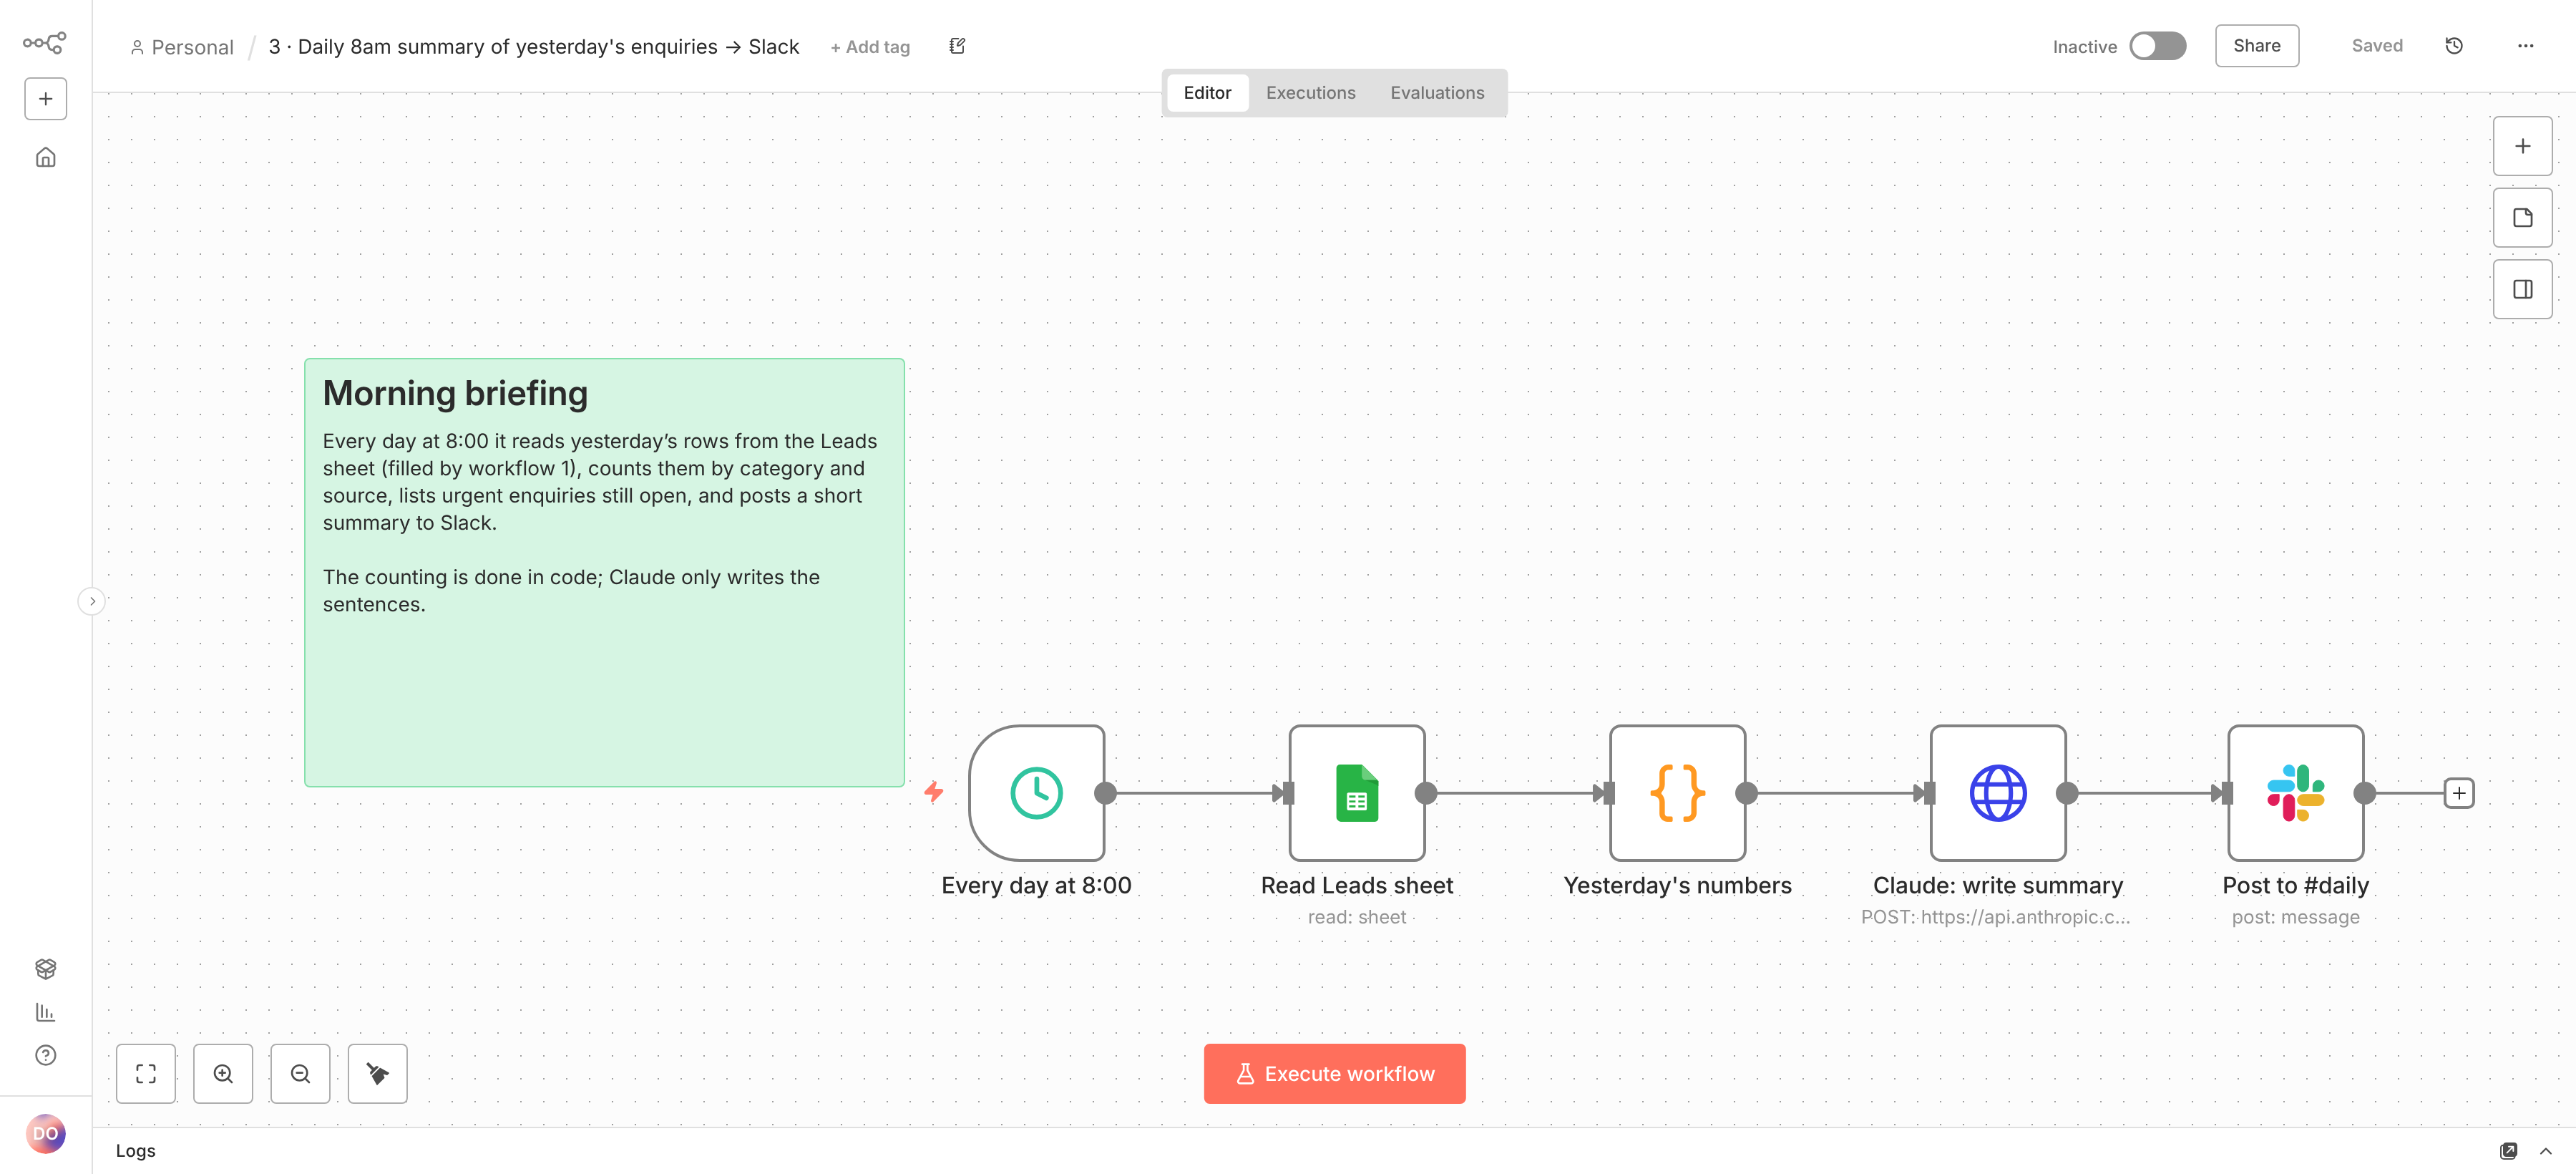 Personal / 3 · Daily 8am summary of yesterday's enquiries → Slack + Add tag
Inactive
Share
Saved
Editor
Executions
Evaluations
Morning briefing
Every day at 8:00 it reads yesterday’s rows from the Leads
sheet (filled by workflow 1), counts them by category and
source, lists urgent enquiries still open, and posts a short
summary to Slack.
The counting is done in code; Claude only writes the
sentences.
Every day at 8:00
Read Leads sheet
read: sheet
Yesterday's numbers
Claude: write summary
POST: https://api.anthropic.c...
Post to #daily
post: message
Execute workflow
DO
Logs